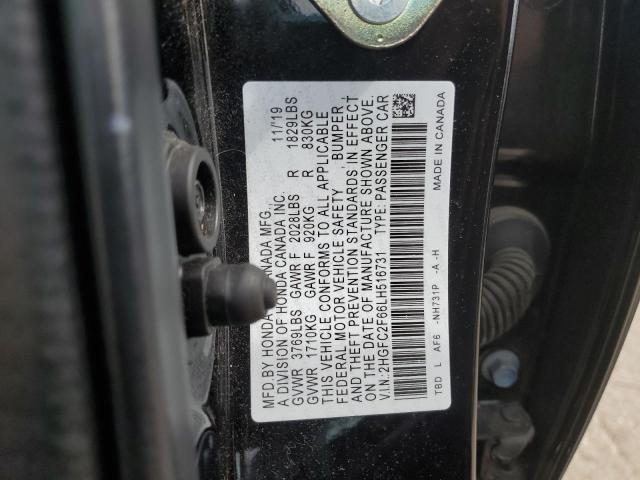 MFD. BY HONDA CANADA MFG. 11/19
A DIVISION OF HONDA CANADA INC.
GVWR 3769LBS GAWR F 2028LBS R 1829LBS
GVWR 1710KG GAWR F 920KG R 830KG
THIS VEHICLE CONFORMS TO ALL APPLICABLE
FEDERAL MOTOR VEHICLE SAFETY, BUMPER
AND THEFT PREVENTION STANDARDS IN EFFECT
ON THE DATE OF MANUFACTURE SHOWN ABOVE.
V.I.N.: 2HGFC2F66LH516731 TYPE: PASSENGER CAR
TBD L AF6 -NH731P -A -H MADE IN CANADA